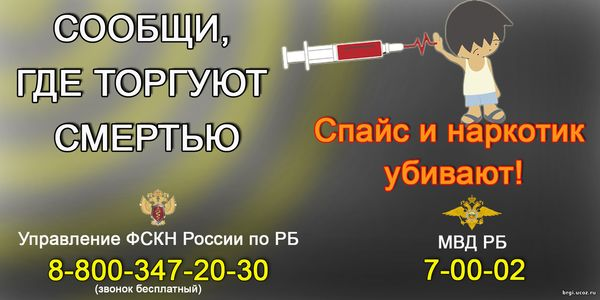 СООБЩИ,
ГДЕ ТОРГУЮТ
СМЕРТЬЮ
Спайс и наркотик
убивают!
Управление ФСКН России по РБ
8-800-347-20-30
(звонок бесплатный)
МВД РБ
7-00-02
brgi.ucoz.ru